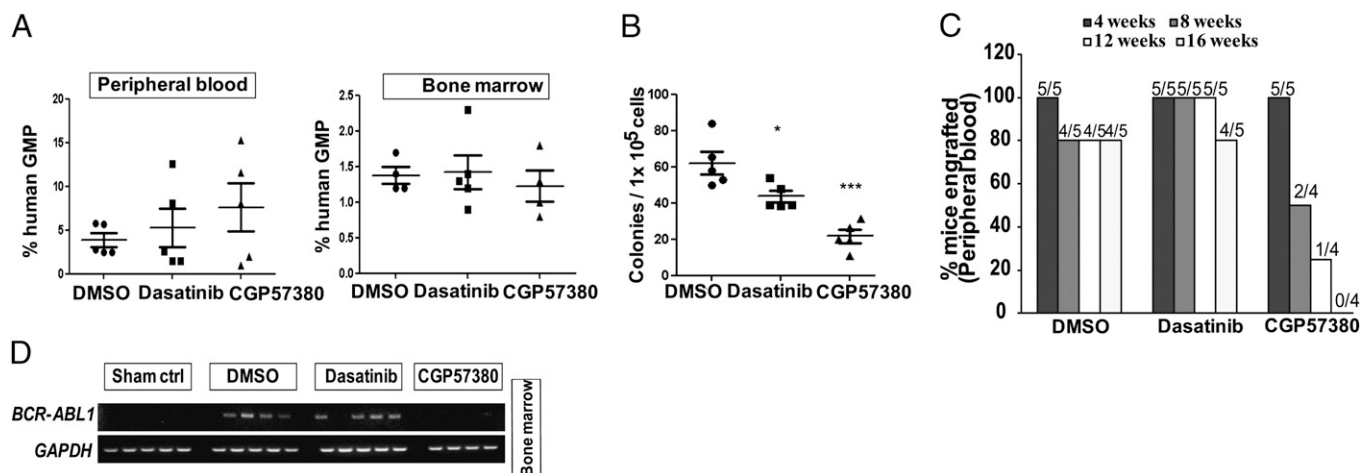 A
Peripheral blood
% human GMP
20
15
10
5
0
DMSO Dasatinib CGP57380
Bone marrow
% human GMP
2.5
2.0
1.5
1.0
0.5
0.0
DMSO Dasatinib CGP57380
B
Colonies / 1x 10⁵ cells
100
80
60
40
20
0
*
***
DMSO Dasatinib CGP57380
C
4 weeks 8 weeks
12 weeks 16 weeks
% mice engrafted
(Peripheral blood)
120
100
80
60
40
20
0
5/5 4/5 4/5 4/5
5/5 5/5 5/5 4/5
5/5 2/4 1/4 0/4
DMSO Dasatinib CGP57380
D
Sham ctrl DMSO Dasatinib CGP57380
BCR-ABL1
GAPDH
Bone marrow